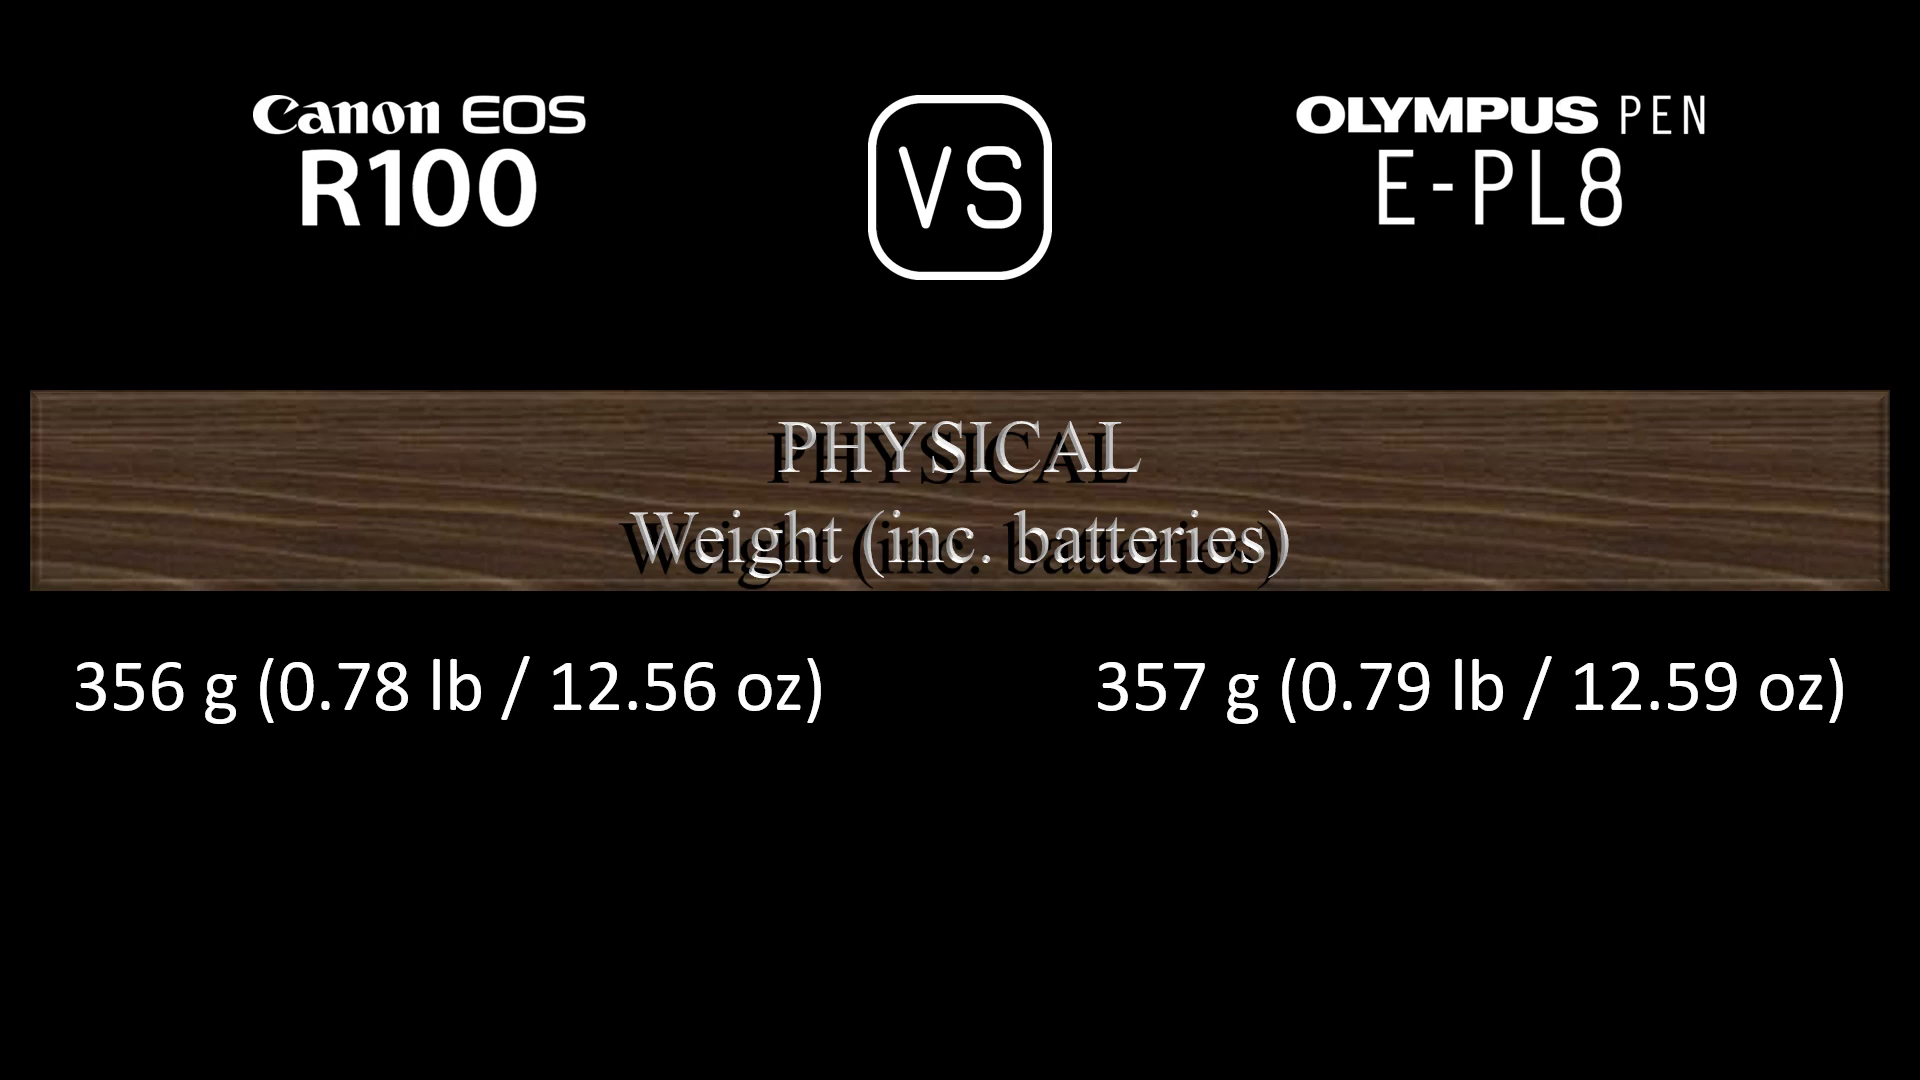 Canon EOS
R100
VS
OLYMPUS PEN
E-PL8
PHYSICAL
Weight (inc. batteries)
356 g (0.78 lb / 12.56 oz)
357 g (0.79 lb / 12.59 oz)